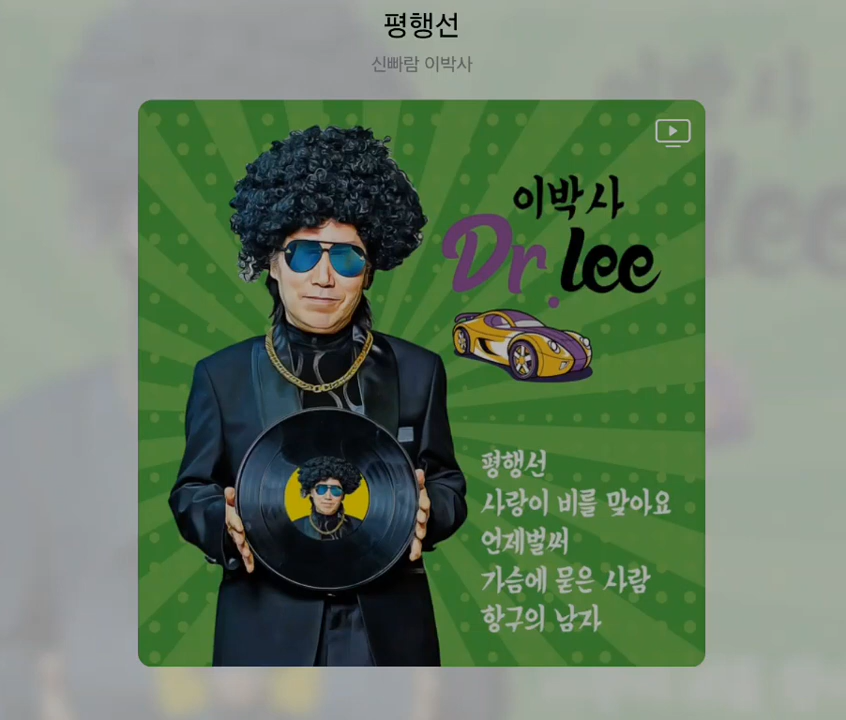 평행선
신빠람 이박사
이박사
Dr. lee
평행선
사랑이 비를 맞아요
언제벌써
가슴에 묻은 사람
항구의 남자